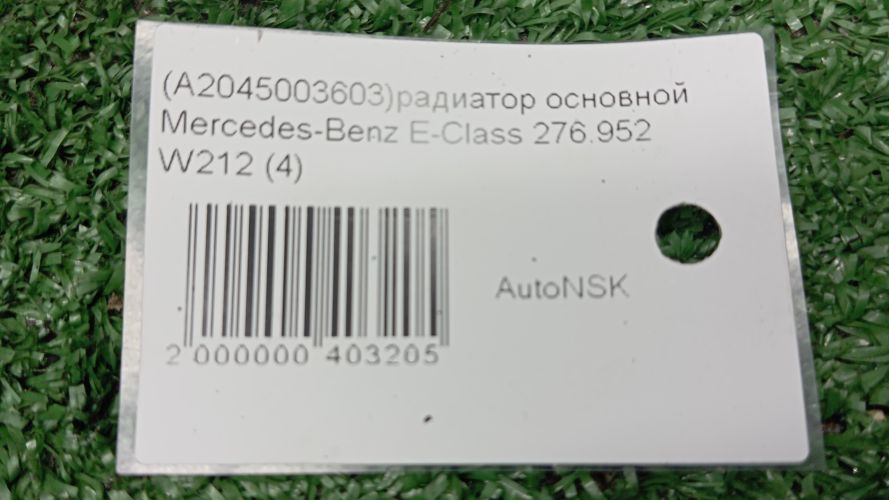 (A2045003603)радиатор основной
Mercedes-Benz E-Class 276.952
W212 (4)
AutoNSK
2 000000 403205